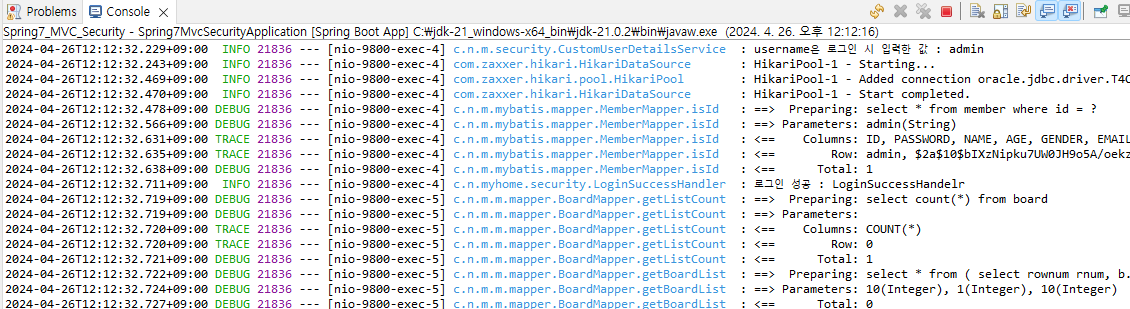 Problems Console
Spring7_MVC_Security - Spring7MvcSecurityApplication [Spring Boot App] C:\jdk-21_windows-x64_bin\jdk-21.0.2\bin\javaw.exe (2024. 4. 26. 오후 12:12:16)
2024-04-26T12:12:32.229+09:00 INFO 21836 --- [nio-9800-exec-4] c.n.m.security.CustomUserDetailsService : username은 로그인 시 입력한 값 : admin
2024-04-26T12:12:32.243+09:00 INFO 21836 --- [nio-9800-exec-4] com.zaxxer.hikari.HikariDataSource : HikariPool-1 - Starting...
2024-04-26T12:12:32.469+09:00 INFO 21836 --- [nio-9800-exec-4] com.zaxxer.hikari.pool.HikariPool : HikariPool-1 - Added connection oracle.jdbc.driver.T4C
2024-04-26T12:12:32.470+09:00 INFO 21836 --- [nio-9800-exec-4] com.zaxxer.hikari.HikariDataSource : HikariPool-1 - Start completed.
2024-04-26T12:12:32.478+09:00 DEBUG 21836 --- [nio-9800-exec-4] c.n.m.mybatis.mapper.MemberMapper.isId : ==> Preparing: select * from member where id = ?
2024-04-26T12:12:32.566+09:00 DEBUG 21836 --- [nio-9800-exec-4] c.n.m.mybatis.mapper.MemberMapper.isId : ==> Parameters: admin(String)
2024-04-26T12:12:32.631+09:00 TRACE 21836 --- [nio-9800-exec-4] c.n.m.mybatis.mapper.MemberMapper.isId : <== Columns: ID, PASSWORD, NAME, AGE, GENDER, EMAIL
2024-04-26T12:12:32.635+09:00 TRACE 21836 --- [nio-9800-exec-4] c.n.m.mybatis.mapper.MemberMapper.isId : <== Row: admin, $2a$10$bIXzNipku7UW0JH9o5A/oekz
2024-04-26T12:12:32.638+09:00 DEBUG 21836 --- [nio-9800-exec-4] c.n.m.mybatis.mapper.MemberMapper.isId : <== Total: 1
2024-04-26T12:12:32.711+09:00 INFO 21836 --- [nio-9800-exec-4] c.n.myhome.security.LoginSuccessHandler : 로그인 성공 : LoginSuccessHandelr
2024-04-26T12:12:32.719+09:00 DEBUG 21836 --- [nio-9800-exec-5] c.n.m.m.mapper.BoardMapper.getListCount : ==> Preparing: select count(*) from board
2024-04-26T12:12:32.719+09:00 DEBUG 21836 --- [nio-9800-exec-5] c.n.m.m.mapper.BoardMapper.getListCount : ==> Parameters:
2024-04-26T12:12:32.720+09:00 TRACE 21836 --- [nio-9800-exec-5] c.n.m.m.mapper.BoardMapper.getListCount : <== Columns: COUNT(*)
2024-04-26T12:12:32.720+09:00 TRACE 21836 --- [nio-9800-exec-5] c.n.m.m.mapper.BoardMapper.getListCount : <== Row: 0
2024-04-26T12:12:32.721+09:00 DEBUG 21836 --- [nio-9800-exec-5] c.n.m.m.mapper.BoardMapper.getListCount : <== Total: 1
2024-04-26T12:12:32.722+09:00 DEBUG 21836 --- [nio-9800-exec-5] c.n.m.m.mapper.BoardMapper.getBoardList : ==> Preparing: select * from ( select rownum rnum, b.
2024-04-26T12:12:32.724+09:00 DEBUG 21836 --- [nio-9800-exec-5] c.n.m.m.mapper.BoardMapper.getBoardList : ==> Parameters: 10(Integer), 1(Integer), 10(Integer)
2024-04-26T12:12:32.727+09:00 DEBUG 21836 --- [nio-9800-exec-5] c.n.m.m.mapper.BoardMapper.getBoardList : <== Total: 0